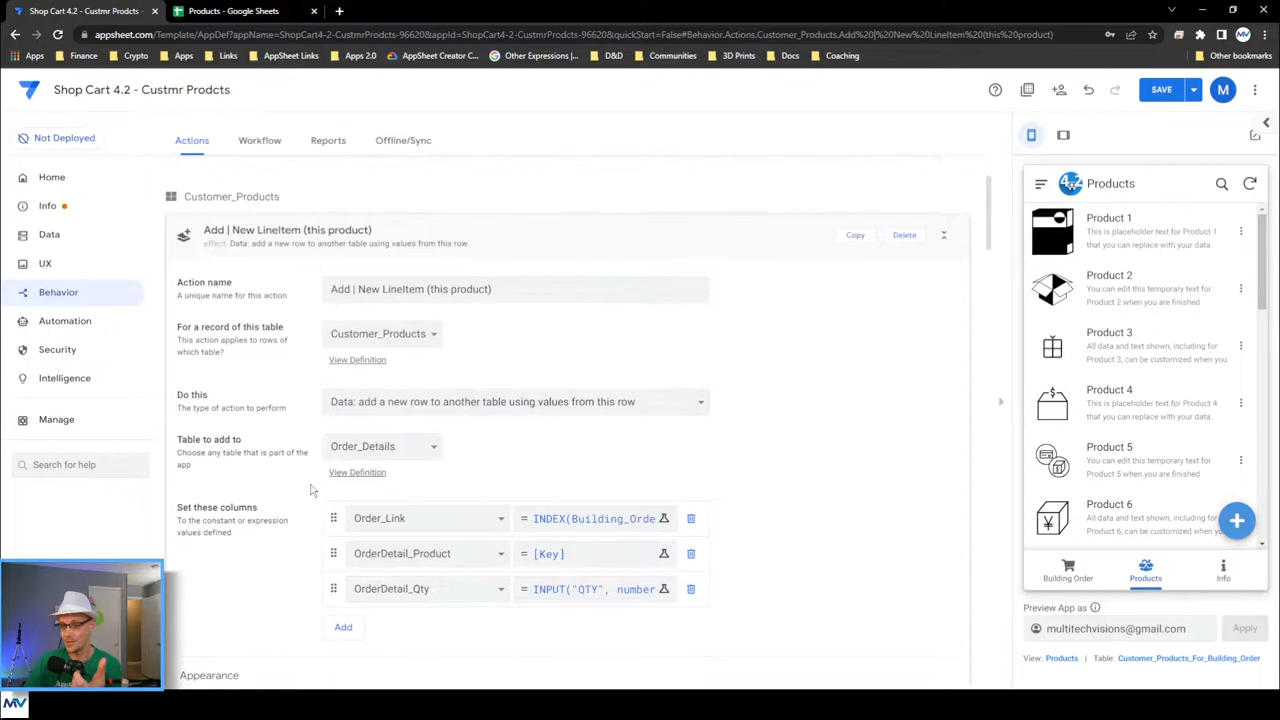 Shop Cart 4.2 - Custmr Prodcts -
Products - Google Sheets
appsheet.com/Template/AppDef?appName=ShopCart4-2-CustmrProdcts-96620&appId=ShopCart4-2-CustmrProdcts-96620&quickStart=False#Behavior.Actions.Customer_Products.Add%20|%20New%20LineItem (this%20product)
Apps
Finance
Crypto
Apps
Links
AppSheet Links
Apps 2.0
AppSheet Creator C...
Other Expressions |...
D&D
Communities
3D Prints
Docs
Coaching
Other bookmarks
Shop Cart 4.2 - Custmr Prodcts
SAVE
M
Not Deployed
Home
Info
Data
UX
Behavior
Automation
Security
Intelligence
Manage
Search for help
Actions
Workflow
Reports
Offline/Sync
Customer_Products
Add | New LineItem (this product)
effect: Data: add a new row to another table using values from this row
Copy
Delete
Action name
A unique name for this action
Add | New LineItem (this product)
For a record of this table
This action applies to rows of
which table?
Customer_Products
View Definition
Do this
The type of action to perform
Data: add a new row to another table using values from this row
Table to add to
Choose any table that is part of the
app
Order_Details
View Definition
Set these columns
To the constant or expression
values defined
Order_Link
= INDEX(Building_Orde
OrderDetail_Product
= [Key]
OrderDetail_Qty
= INPUT("QTY", number
Add
Appearance
4.2
Products
Product 1
This is placeholder text for Product 1
that you can replace with your data.
Product 2
You can edit this temporary text for
Product 2 when you are finished
Product 3
All data and text shown, including for
Product 3, can be customized when you
Product 4
This is placeholder text for Product 4
that you can replace with your data.
Product 5
You can edit this temporary text for
Product 5 when you are finished
Product 6
All data and text shown, including for
Product 6, can be customized when you
Building Order
Products
Info
Preview App as
multitechvisions@gmail.com
Apply
View: Products | Table: Customer_Products_For_Building_Order
MV